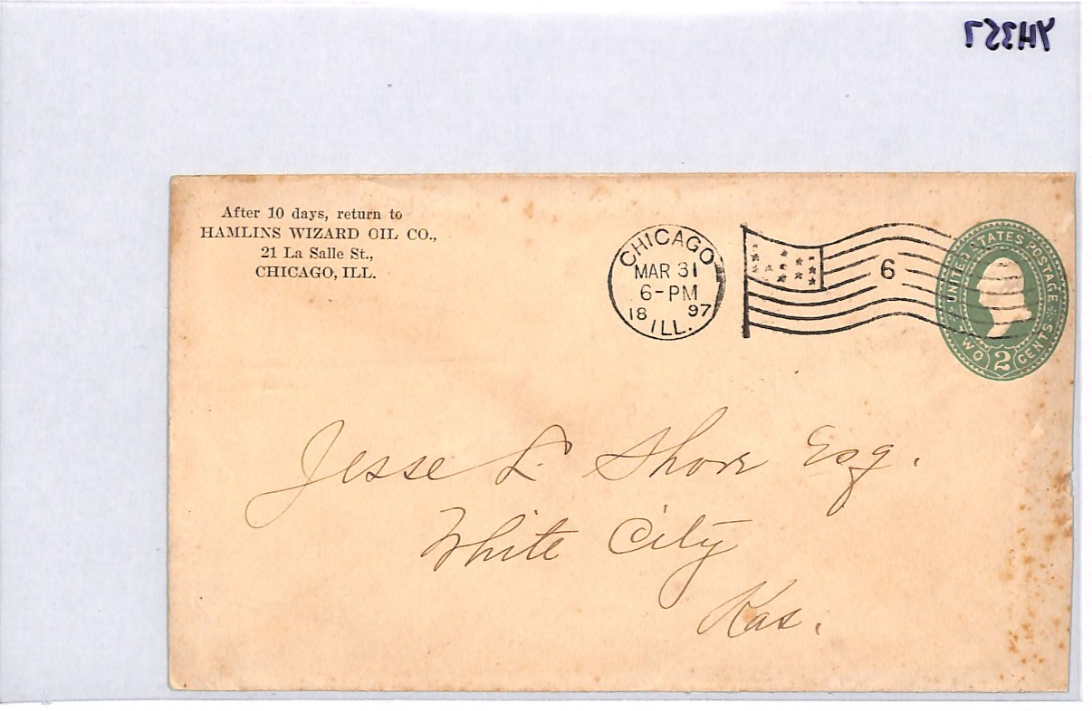 YH357
After 10 days, return to
HAMLINS WIZARD OIL CO.,
21 La Salle St.,
CHICAGO, ILL.
CHICAGO
MAR 31
6-PM
18 97
ILL.
6
UNITED STATES POSTAGE
TWO 2 CENTS
Jesse L. Shore Esq.
White City
Kas.